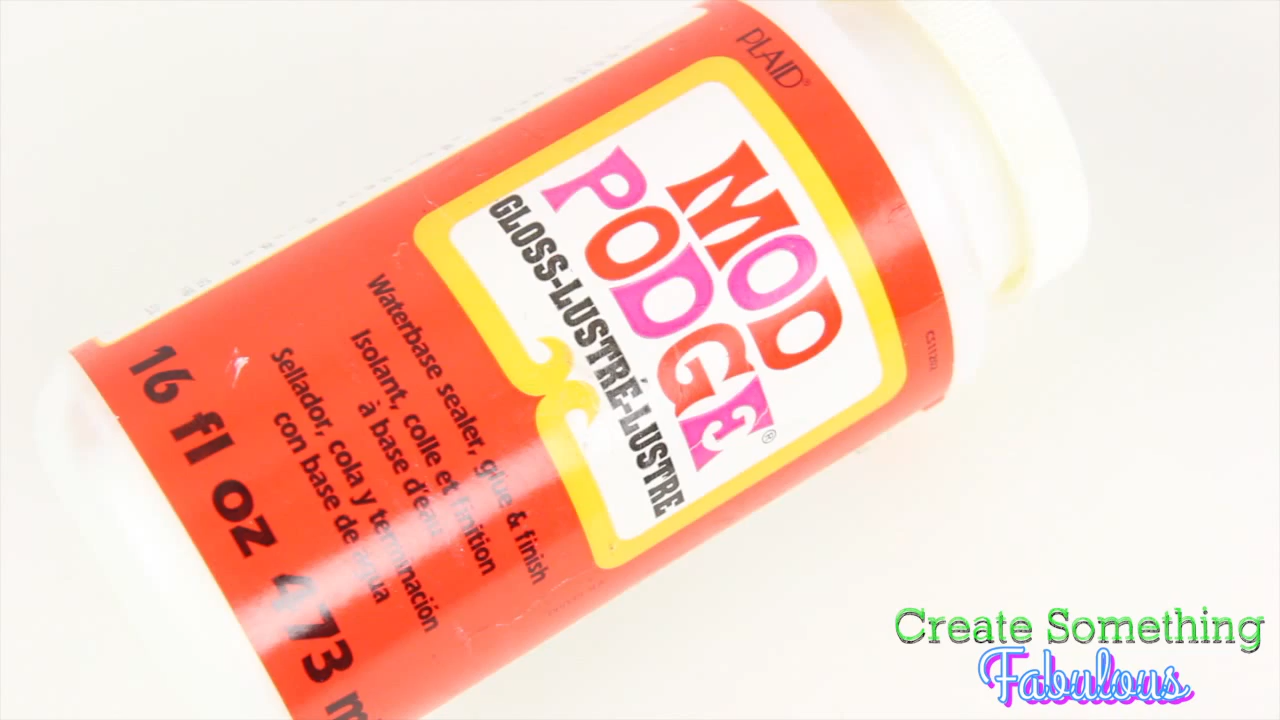 PLAID®
MOD
PODGE®
GLOSS-LUSTRÉ-LUSTRE
Waterbase sealer, glue & finish
Isolant, colle et finition
à base d'eau
Sellador, cola y terminación
con base de agua
16 fl oz 473 m
Create Something
Fabulous